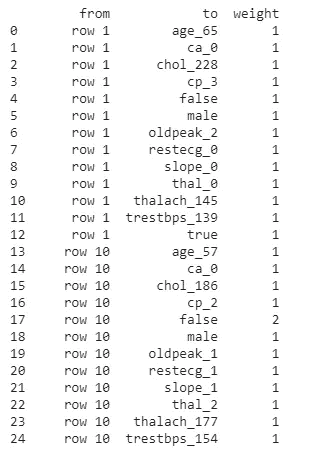 from to weight
0 row 1 age_65 1
1 row 1 ca_0 1
2 row 1 chol_228 1
3 row 1 cp_3 1
4 row 1 false 1
5 row 1 male 1
6 row 1 oldpeak_2 1
7 row 1 restecg_0 1
8 row 1 slope_0 1
9 row 1 thal_0 1
10 row 1 thalach_145 1
11 row 1 trestbps_139 1
12 row 1 true 1
13 row 10 age_57 1
14 row 10 ca_0 1
15 row 10 chol_186 1
16 row 10 cp_2 1
17 row 10 false 2
18 row 10 male 1
19 row 10 oldpeak_1 1
20 row 10 restecg_1 1
21 row 10 slope_1 1
22 row 10 thal_2 1
23 row 10 thalach_177 1
24 row 10 trestbps_154 1